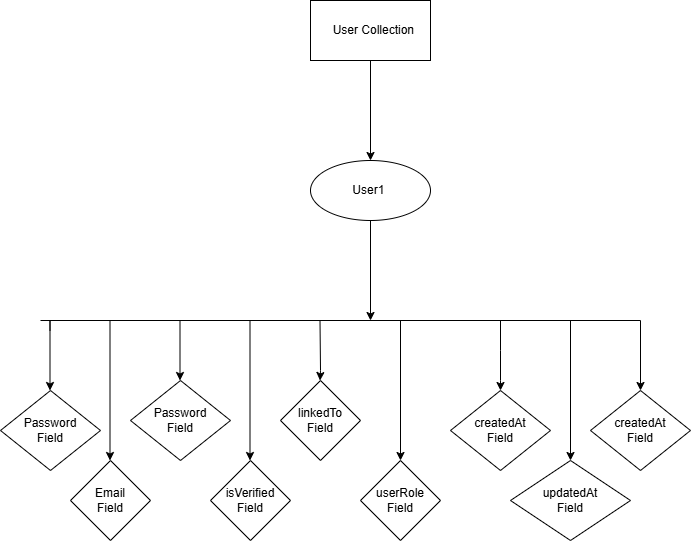 User Collection
User1
Password
Field
Email
Field
Password
Field
isVerified
Field
linkedTo
Field
userRole
Field
createdAt
Field
updatedAt
Field
createdAt
Field